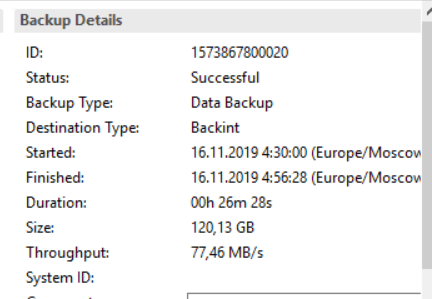 Backup Details
ID: 1573867800020
Status: Successful
Backup Type: Data Backup
Destination Type: Backint
Started: 16.11.2019 4:30:00 (Europe/Moscow
Finished: 16.11.2019 4:56:28 (Europe/Moscow
Duration: 00h 26m 28s
Size: 120,13 GB
Throughput: 77,46 MB/s
System ID: